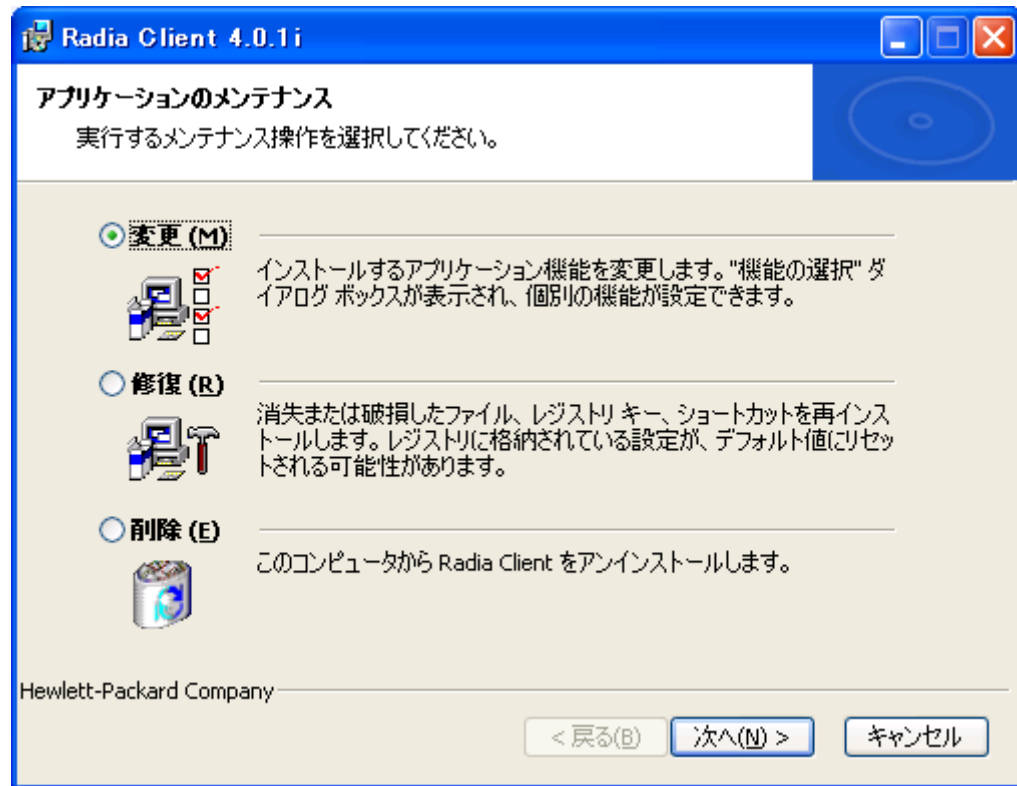 Radia Client 4.0.1i
アプリケーションのメンテナンス
実行するメンテナンス操作を選択してください。
変更 (M)
インストールするアプリケーション機能を変更します。"機能の選択" ダ
イアログ ボックスが表示され、個別の機能が設定できます。
修復 (R)
消失または破損したファイル、レジストリ キー、ショートカットを再インス
トールします。レジストリに格納されている設定が、デフォルト値にリセッ
トされる可能性があります。
削除 (E)
このコンピュータから Radia Client をアンインストールします。
Hewlett-Packard Company
< 戻る(B) 次へ(N) > キャンセル